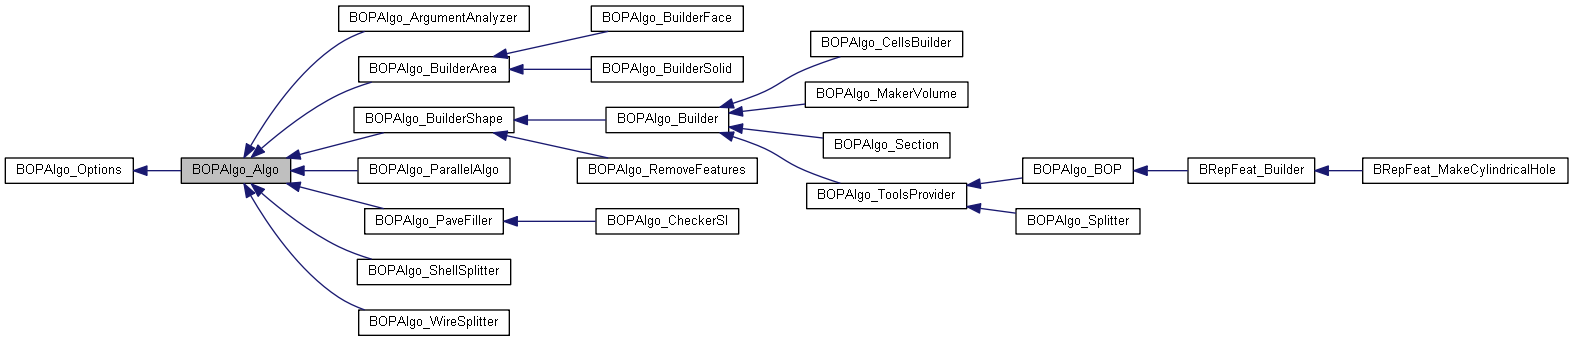 BOPAlgo_ArgumentAnalyzer
BOPAlgo_BuilderFace
BOPAlgo_CellsBuilder
BOPAlgo_BuilderArea
BOPAlgo_BuilderSolid
BOPAlgo_MakerVolume
BOPAlgo_BuilderShape
BOPAlgo_Builder
BOPAlgo_Section
BOPAlgo_Options
BOPAlgo_Algo
BOPAlgo_ParallelAlgo
BOPAlgo_RemoveFeatures
BOPAlgo_BOP
BRepFeat_Builder
BRepFeat_MakeCylindricalHole
BOPAlgo_ToolsProvider
BOPAlgo_PaveFiller
BOPAlgo_CheckerSI
BOPAlgo_Splitter
BOPAlgo_ShellSplitter
BOPAlgo_WireSplitter